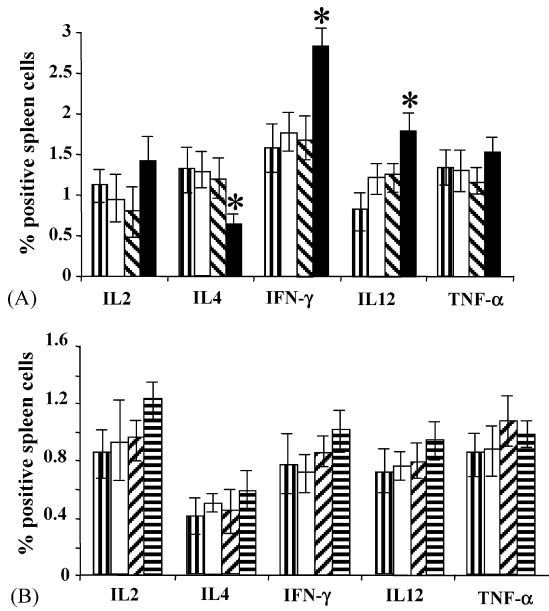 3
2.5
2
1.5
1
0.5
0
% positive spleen cells
*
*
*
(A)
IL2 IL4 IFN-γ IL12 TNF-α
1.6
1.2
0.8
0.4
0
% positive spleen cells
(B)
IL2 IL4 IFN-γ IL12 TNF-α